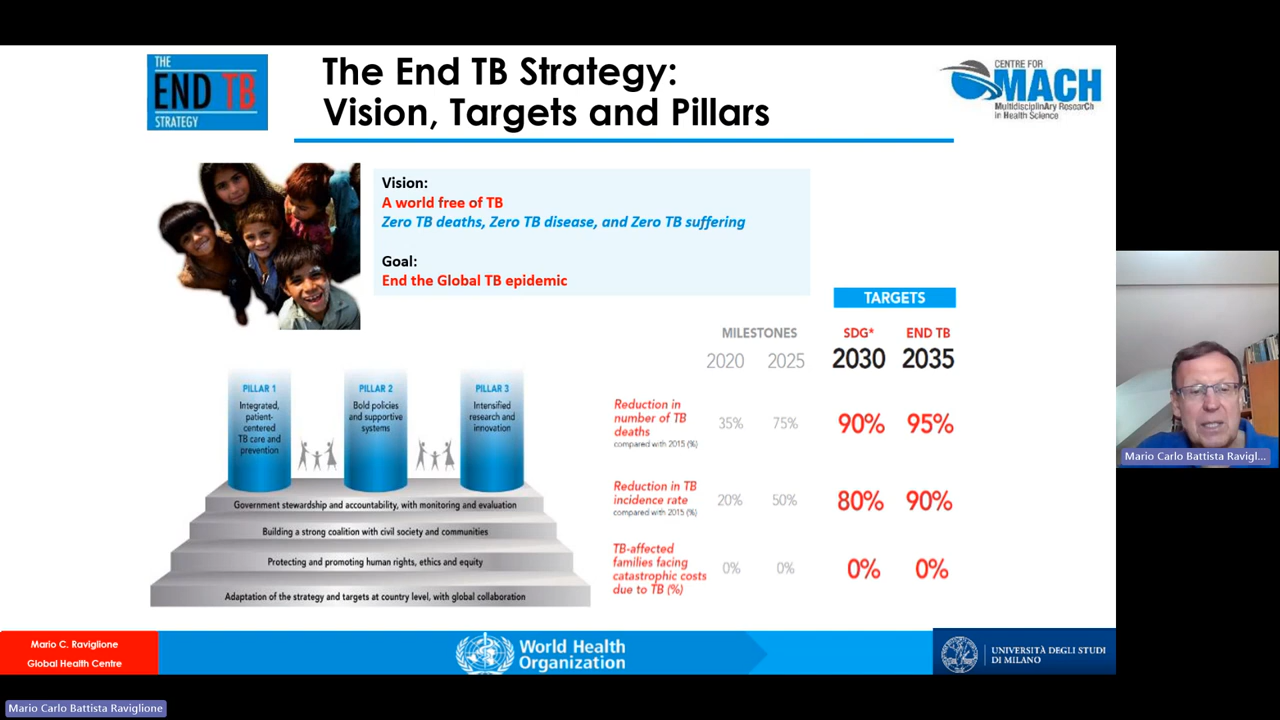 THE
END TB
STRATEGY
The End TB Strategy:
Vision, Targets and Pillars
CENTRE FOR
MACH
MultidisciplinAry ResearCh
in Health Science
Vision:
A world free of TB
Zero TB deaths, Zero TB disease, and Zero TB suffering
Goal:
End the Global TB epidemic
TARGETS
MILESTONES
SDG*
END TB
2020
2025
2030
2035
Reduction in
number of TB
deaths
compared with 2015 (%)
35%
75%
90%
95%
Reduction in TB
incidence rate
compared with 2015 (%)
20%
50%
80%
90%
TB-affected
families facing
catastrophic costs
due to TB (%)
0%
0%
0%
0%
PILLAR 1
Integrated,
patient-
centered
TB care and
prevention
PILLAR 2
Bold policies
and supportive
systems
PILLAR 3
Intensified
research and
innovation
Government stewardship and accountability, with monitoring and evaluation
Building a strong coalition with civil society and communities
Protecting and promoting human rights, ethics and equity
Adaptation of the strategy and targets at country level, with global collaboration
Mario Carlo Battista Ravigl...
Mario C. Raviglione
Global Health Centre
World Health
Organization
UNIVERSITÀ DEGLI STUDI
DI MILANO
Mario Carlo Battista Raviglione